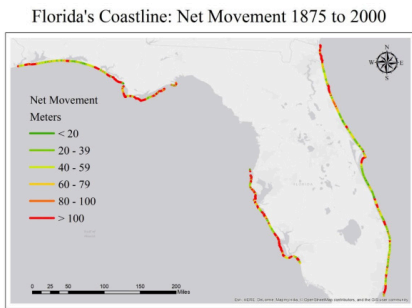 Florida's Coastline: Net Movement 1875 to 2000
N
W E
S
Net Movement
Meters
< 20
20 - 39
40 - 59
60 - 79
80 - 100
> 100
0 25 50 100 150 200
Miles